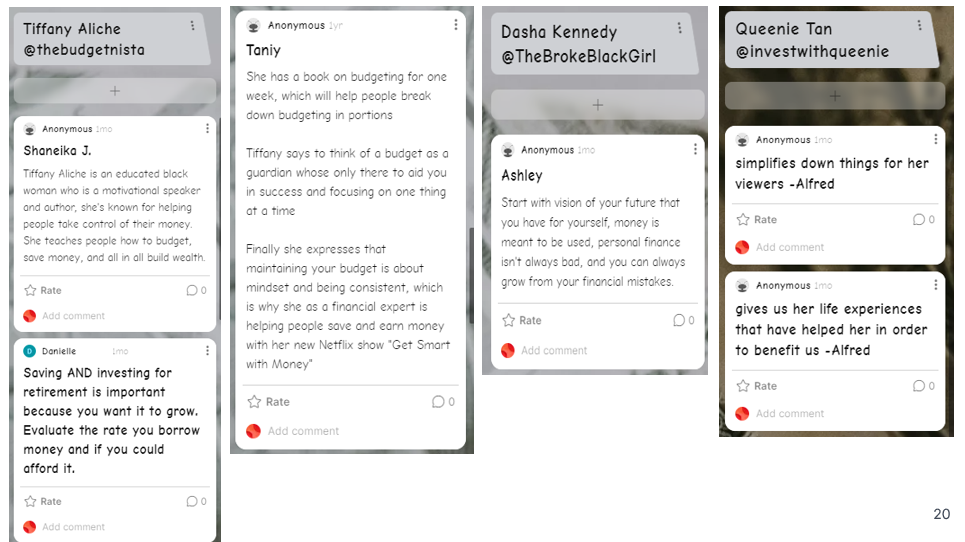 Tiffany Aliche
@thebudgetnista
+
Anonymous 1mo
Shaneika J.
Tiffany Aliche is an educated black
woman who is a motivational speaker
and author, she's known for helping
people take control of their money.
She teaches people how to budget,
save money, and all in all build wealth.
Rate 0
Add comment
D Danielle 1mo
Saving AND investing for
retirement is important
because you want it to grow.
Evaluate the rate you borrow
money and if you could
afford it.
Rate 0
Add comment
Anonymous 1yr
Taniy
She has a book on budgeting for one
week, which will help people break
down budgeting in portions
Tiffany says to think of a budget as a
guardian whose only there to aid you
in success and focusing on one thing
at a time
Finally she expresses that
maintaining your budget is about
mindset and being consistent, which
is why she as a financial expert is
helping people save and earn money
with her new Netflix show "Get Smart
with Money"
Rate 0
Add comment
Dasha Kennedy
@TheBrokeBlackGirl
+
Anonymous 1mo
Ashley
Start with vision of your future that
you have for yourself, money is
meant to be used, personal finance
isn't always bad, and you can always
grow from your financial mistakes.
Rate 0
Add comment
Queenie Tan
@investwithqueenie
+
Anonymous 1mo
simplifies down things for her
viewers -Alfred
Rate 0
Add comment
Anonymous 1mo
gives us her life experiences
that have helped her in order
to benefit us -Alfred
Rate 0
Add comment
20